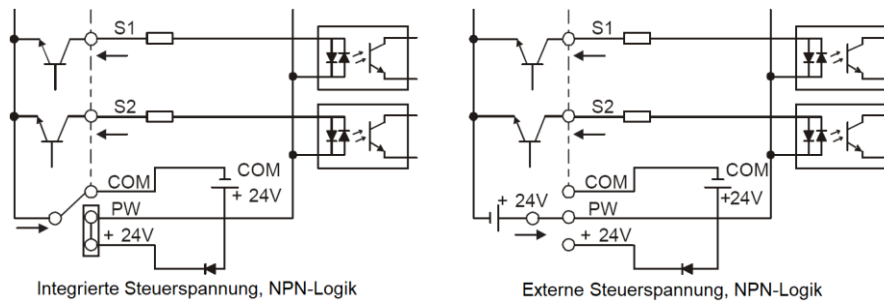 S1
S2
COM
COM
+ 24V
PW
+ 24V
Integrierte Steuerspannung, NPN-Logik
S1
S2
COM
COM
+24V
+ 24V
PW
+ 24V
Externe Steuerspannung, NPN-Logik